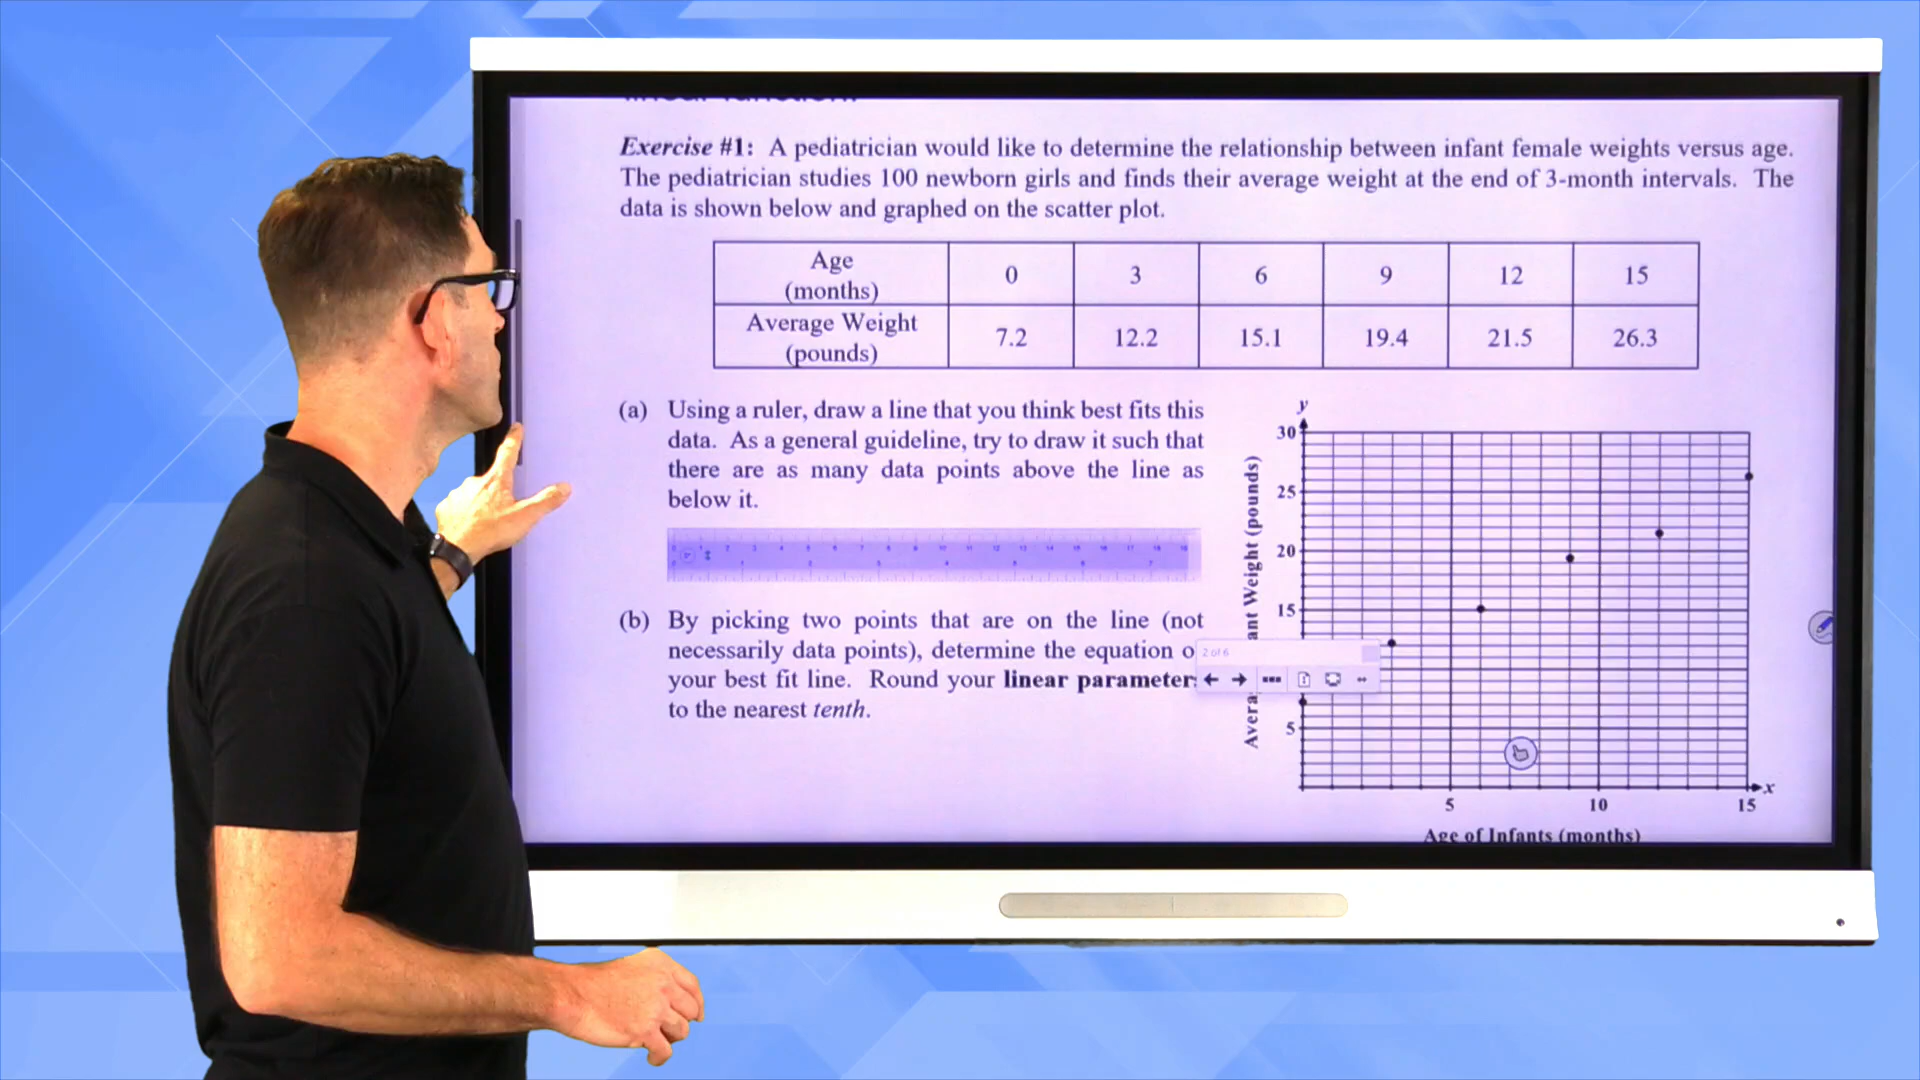 Exercise #1: A pediatrician would like to determine the relationship between infant female weights versus age.
The pediatrician studies 100 newborn girls and finds their average weight at the end of 3-month intervals. The
data is shown below and graphed on the scatter plot.
Age (months) 0 3 6 9 12 15
Average Weight (pounds) 7.2 12.2 15.1 19.4 21.5 26.3
(a) Using a ruler, draw a line that you think best fits this
data. As a general guideline, try to draw it such that
there are as many data points above the line as
below it.
(b) By picking two points that are on the line (not
necessarily data points), determine the equation o
your best fit line. Round your linear parameter
to the nearest tenth.
2 of 6
y
30
25
20
15
5
Avera
ant Weight (pounds)
5 10 15
x
Age of Infants (months)